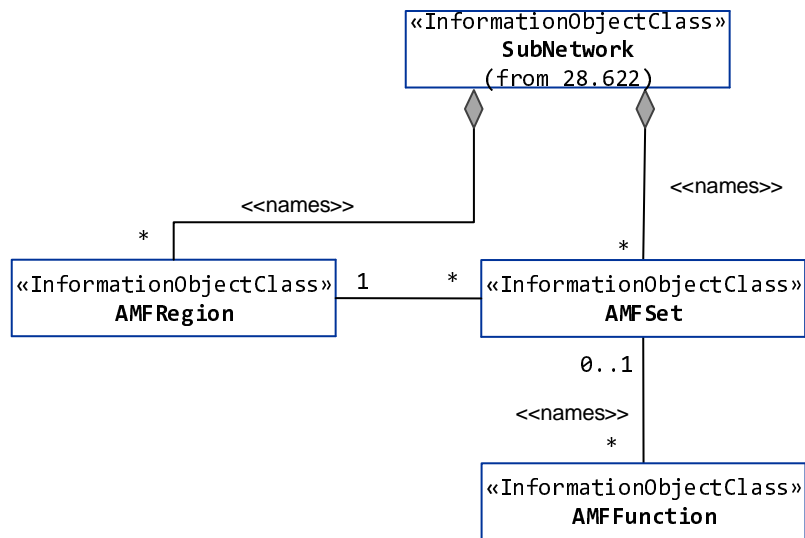 «InformationObjectClass»
SubNetwork
(from 28.622)
<<names>>
<<names>>
*
*
«InformationObjectClass»
AMFRegion
1
*
«InformationObjectClass»
AMFSet
0..1
<<names>>
*
«InformationObjectClass»
AMFFunction